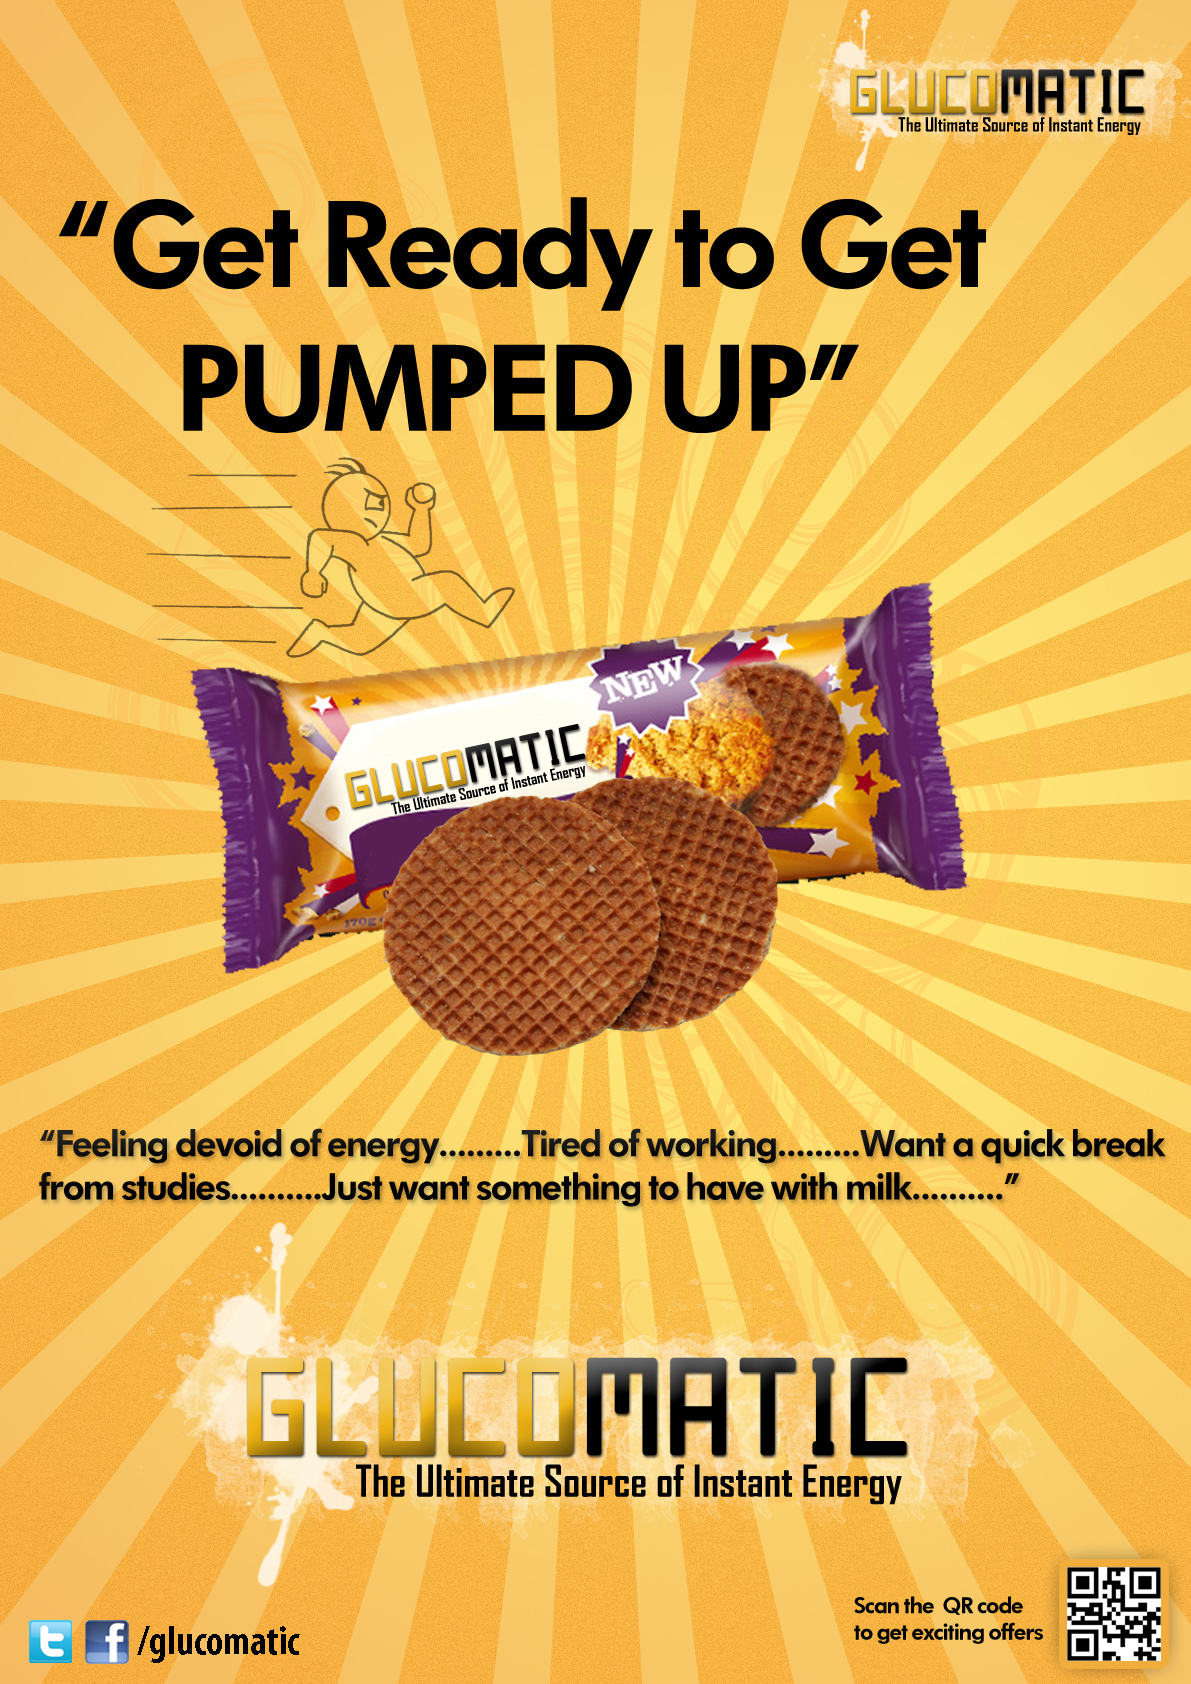 GLUCOMATIC
The Ultimate Source of Instant Energy
“Get Ready to Get
PUMPED UP”
NEW
GLUCOMATIC
The Ultimate Source of Instant Energy
170g
“Feeling devoid of energy.........Tired of working.........Want a quick break
from studies..........Just want something to have with milk..........”
GLUCOMATIC
The Ultimate Source of Instant Energy
Scan the QR code
to get exciting offers
/glucomatic